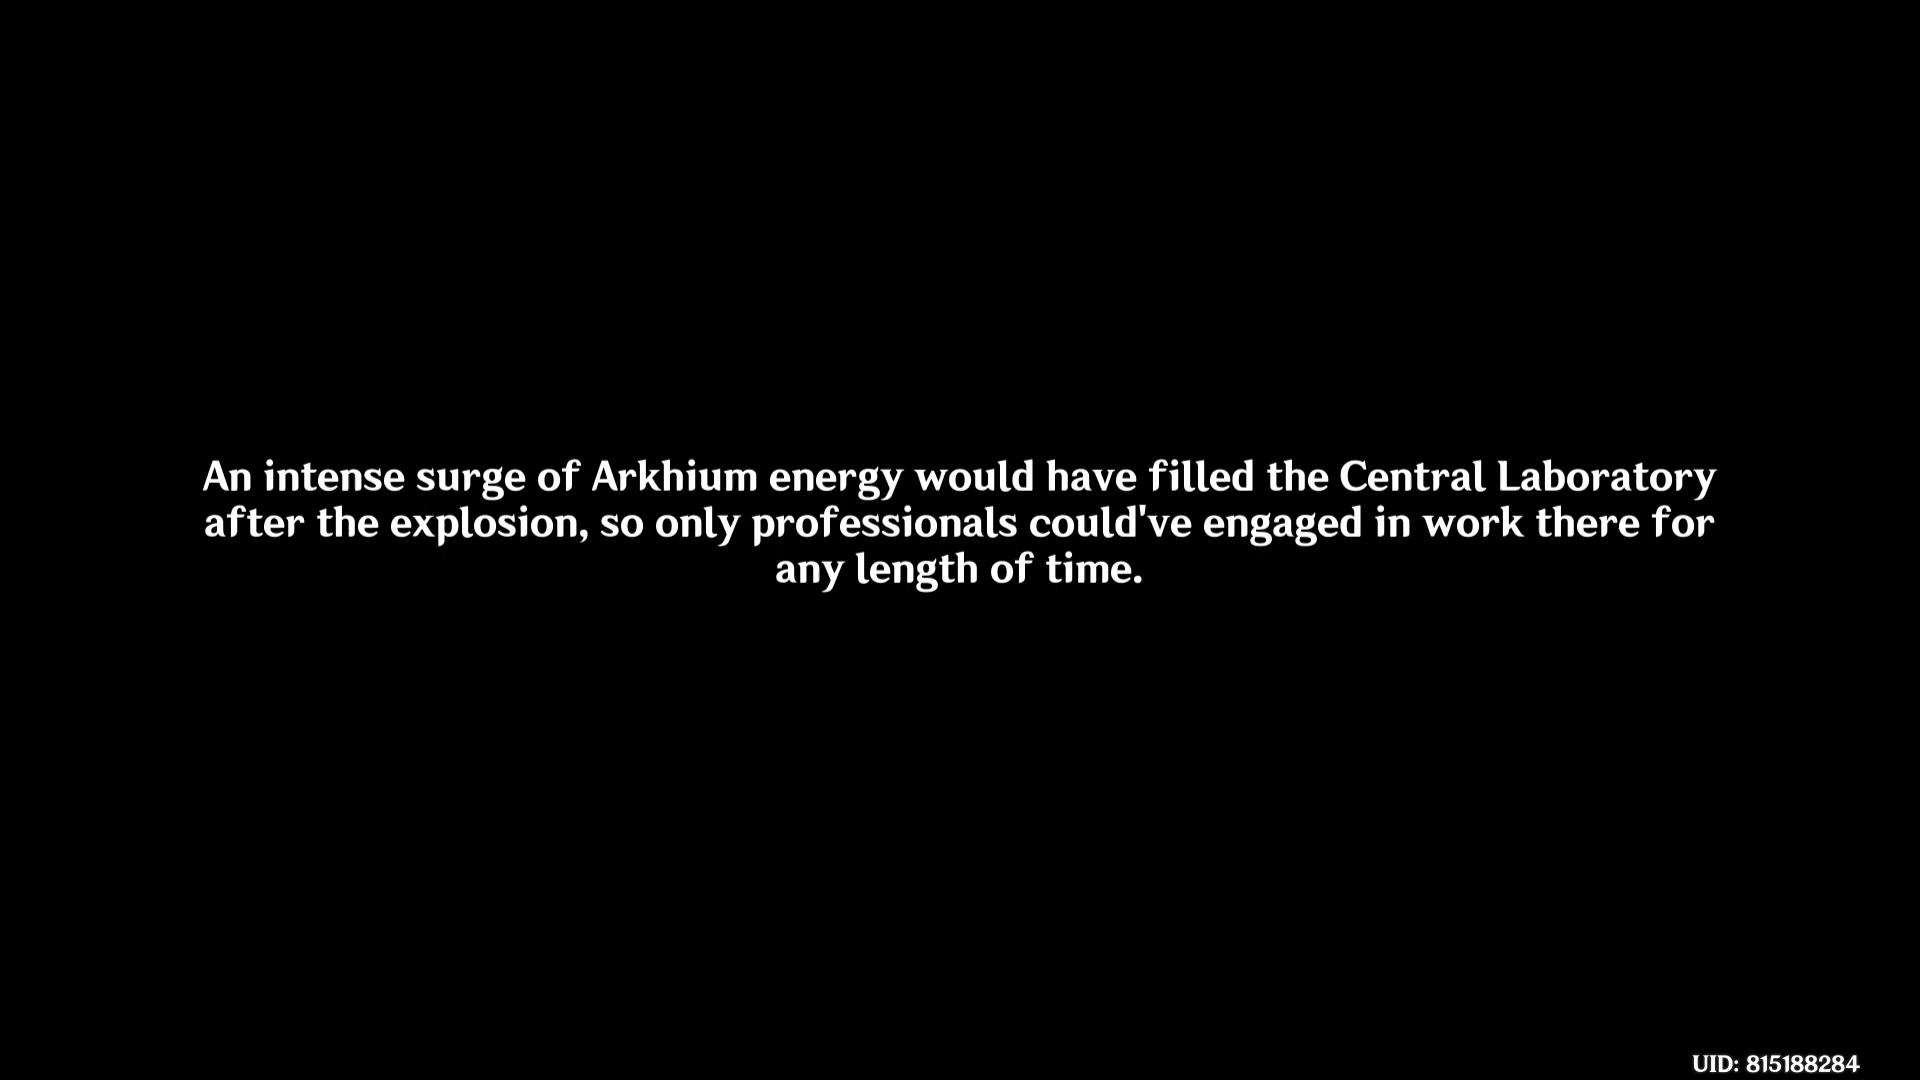 An intense surge of Arkhium energy would have filled the Central Laboratory
after the explosion, so only professionals could've engaged in work there for
any length of time.
UID: 815188284